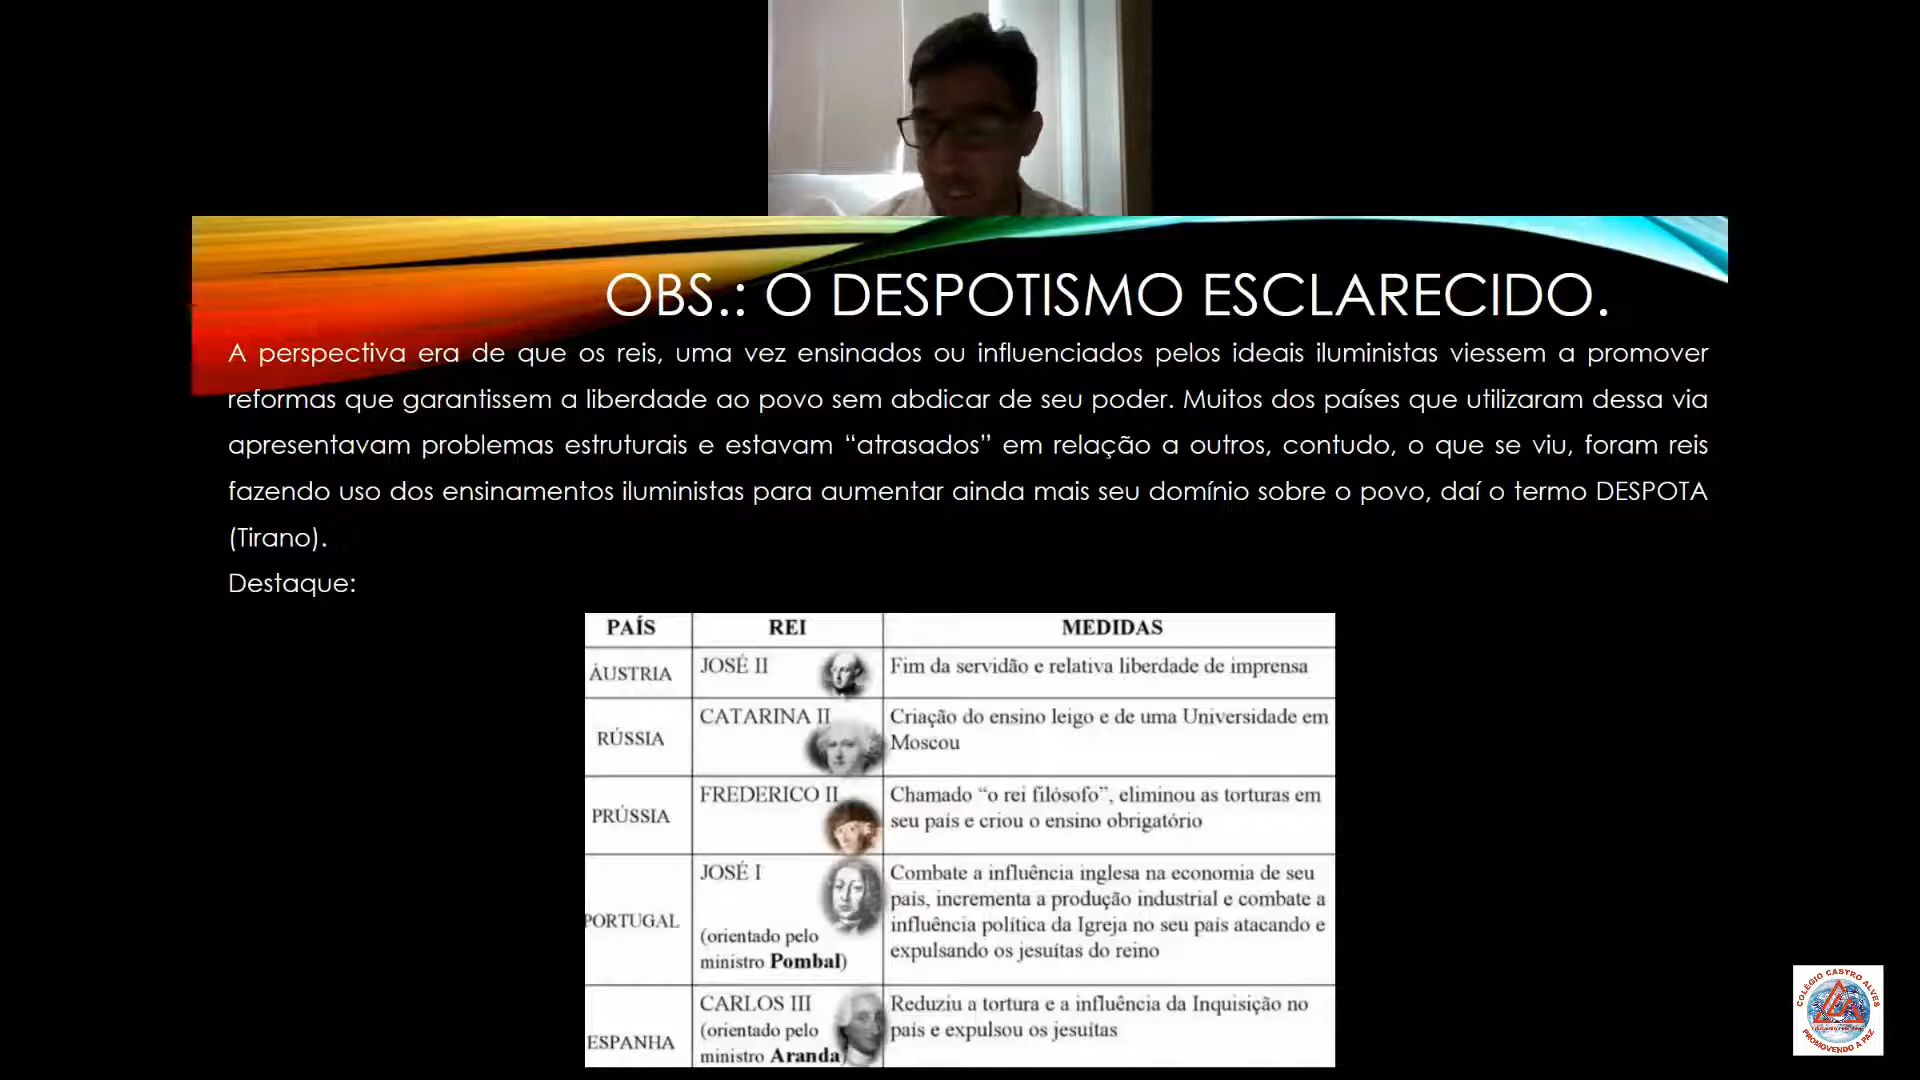 OBS.: O DESPOTISMO ESCLARECIDO.
A perspectiva era de que os reis, uma vez ensinados ou influenciados pelos ideais iluministas viessem a promover
reformas que garantissem a liberdade ao povo sem abdicar de seu poder. Muitos dos países que utilizaram dessa via
apresentavam problemas estruturais e estavam “atrasados” em relação a outros, contudo, o que se viu, foram reis
fazendo uso dos ensinamentos iluministas para aumentar ainda mais seu domínio sobre o povo, daí o termo DESPOTA
(Tirano).
Destaque:
PAÍS REI MEDIDAS
ÁUSTRIA JOSÉ II Fim da servidão e relativa liberdade de imprensa
RÚSSIA CATARINA II Criação do ensino leigo e de uma Universidade em
Moscou
PRÚSSIA FREDERICO II Chamado “o rei filósofo”, eliminou as torturas em
seu país e criou o ensino obrigatório
PORTUGAL JOSÉ I Combate a influência inglesa na economia de seu
país, incrementa a produção industrial e combate a
influência política da Igreja no seu país atacando e
(orientado pelo expulsando os jesuítas do reino
ministro Pombal)
ESPANHA CARLOS III Reduziu a tortura e a influência da Inquisição no
(orientado pelo país e expulsou os jesuítas
ministro Aranda)
COLÉGIO CASTRO ALVES
PROMOVENDO A PAZ